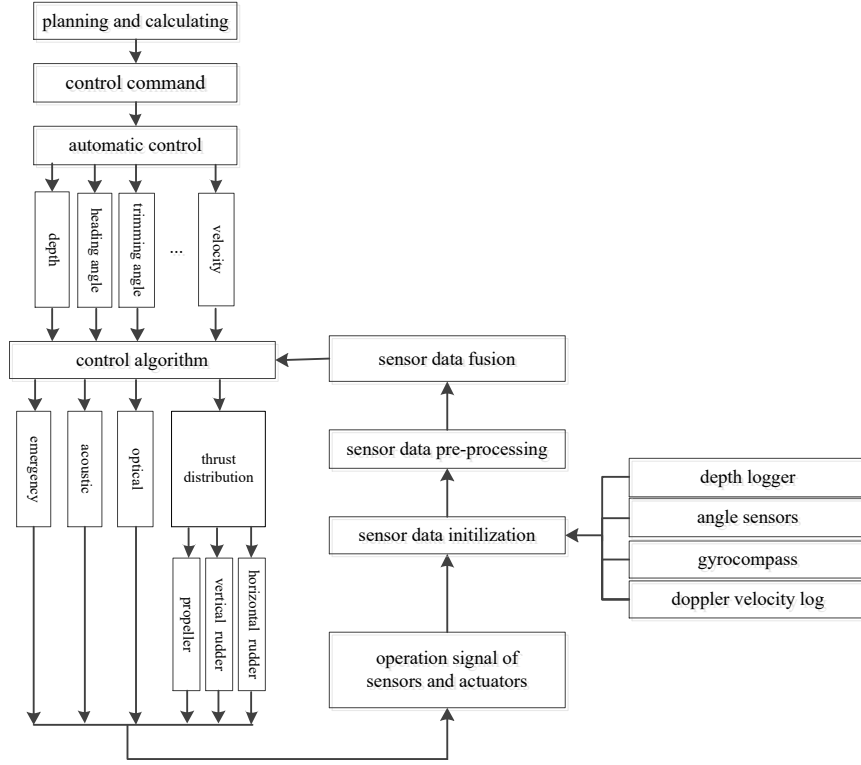 planning and calculating
control command
automatic control
depth
heading angle
trimming angle
...
velocity
control algorithm
sensor data fusion
emergency
acoustic
optical
thrust
distribution
sensor data pre-processing
sensor data initilization
depth logger
angle sensors
gyrocompass
doppler velocity log
propeller
vertical rudder
horizontal rudder
operation signal of
sensors and actuators